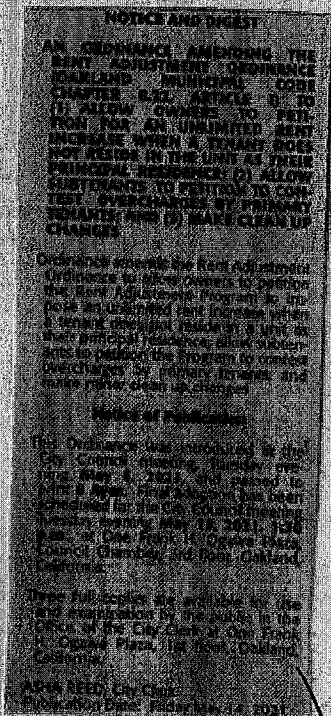 NOTICE AND DIGEST
AN ORDINANCE AMENDING THE
RENT ADJUSTMENT ORDINANCE
(OAKLAND MUNICIPAL CODE
CHAPTER 8.22, ARTICLE I) TO
(1) ALLOW OWNERS TO PETI-
TION FOR AN UNLIMITED RENT
INCREASE WHEN A TENANT DOES
NOT RESIDE IN THE UNIT AS THEIR
PRINCIPAL RESIDENCE; (2) ALLOW
SUBTENANTS TO PETITION TO CON-
TEST OVERCHARGES BY PRIMARY
TENANTS; AND (3) MAKE CLEAN UP
CHANGES
Ordinance amends the Rent Adjustment
Ordinance to allow owners to petition
the Rent Adjustment Program to im-
pose an unlimited rent increase when
a tenant does not reside in a unit as
their principal residence, allow subten-
ants to petition the Program to contest
overcharges by primary tenants, and
make minor clean up changes
Notice of Publication
This Ordinance was introduced at the
City Council meeting, Tuesday eve-
ning May 4, 2021, and passed to
print. Final adoption has been
scheduled for the City Council meeting
Tuesday evening, May 18, 2021, 1:30
p.m., at One Frank H. Ogawa Plaza,
Council Chamber, 3rd floor, Oakland,
California.
Three full copies are available for use
and examination by the public in the
Office of the City Clerk at One Frank
H. Ogawa Plaza, 1st floor, Oakland,
California.
ASHA REED, City Clerk
Publication Date: Friday May 14, 2021